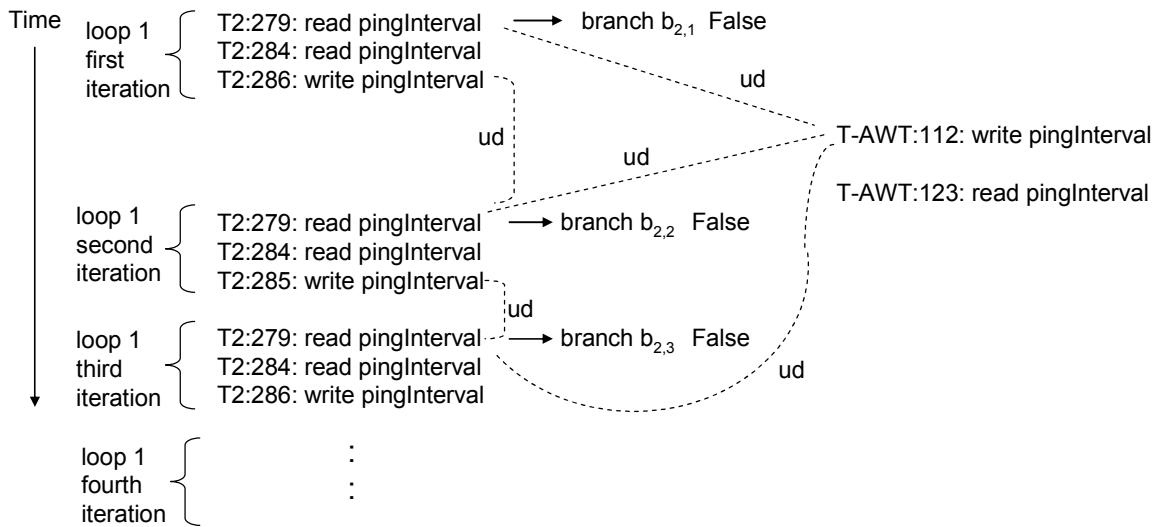 Time
loop 1
first
iteration
T2:279: read pingInterval
branch b2,1 False
T2:284: read pingInterval
T2:286: write pingInterval
ud
ud
ud
T-AWT:112: write pingInterval
T-AWT:123: read pingInterval
loop 1
second
iteration
T2:279: read pingInterval
branch b2,2 False
T2:284: read pingInterval
T2:285: write pingInterval
ud
loop 1
third
iteration
T2:279: read pingInterval
branch b2,3 False
T2:284: read pingInterval
T2:286: write pingInterval
ud
loop 1
fourth
iteration